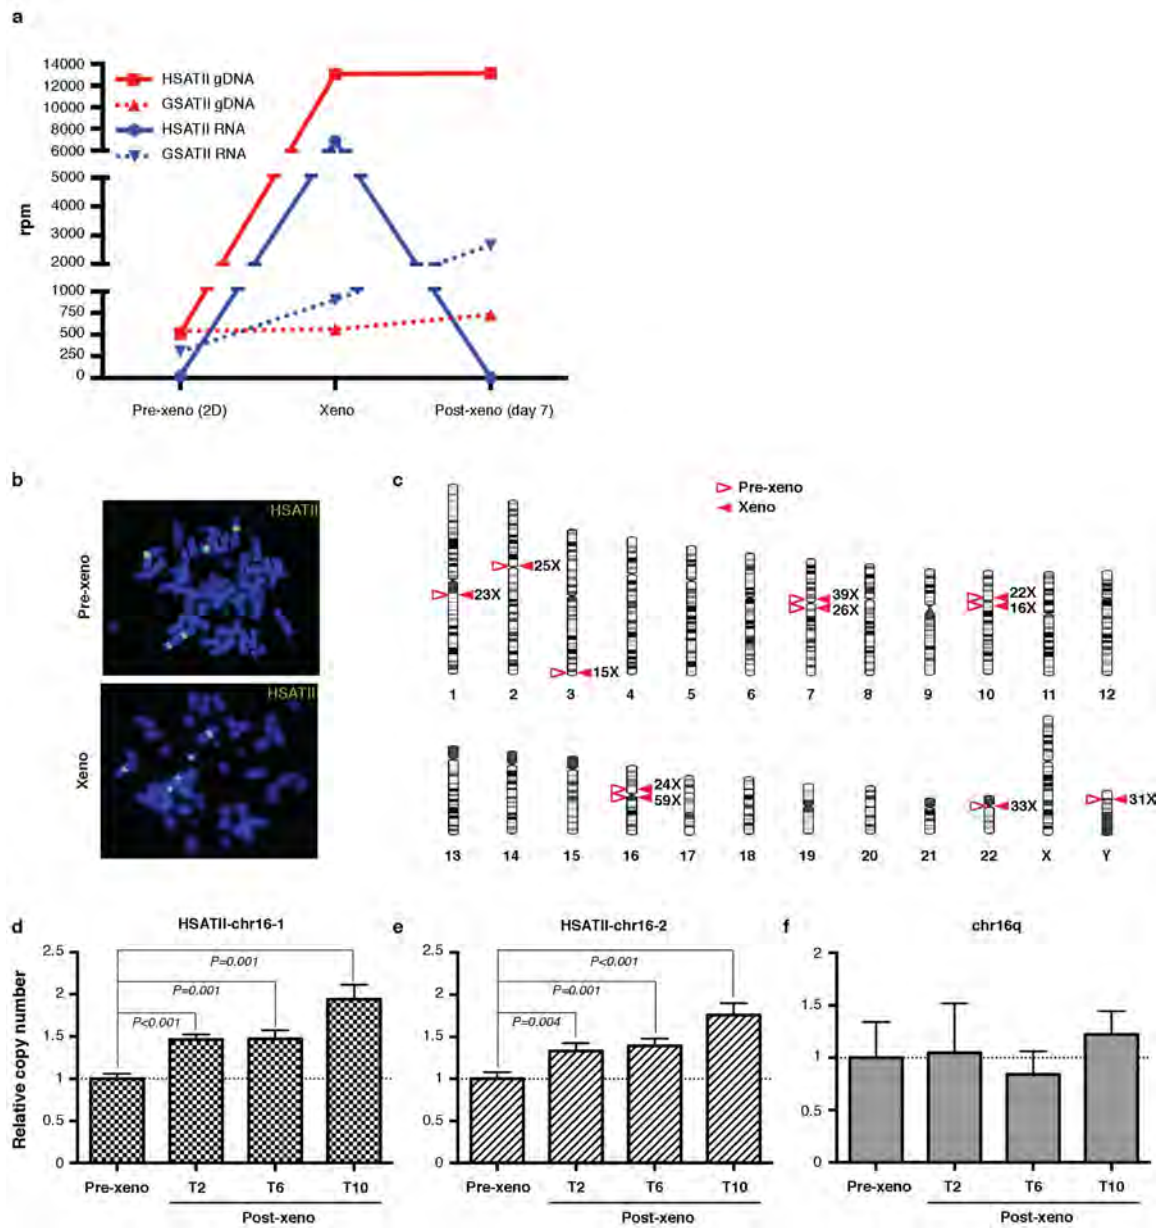 a
14000
12000
10000
8000
6000
5000
4000
3000
2000
1000
750
500
250
0
rpm
HSATII gDNA
GSATII gDNA
HSATII RNA
GSATII RNA
Pre-xeno (2D) Xeno Post-xeno (day 7)
b
HSATII
Pre-xeno
HSATII
Xeno
c
Pre-xeno
Xeno
23X
25X
15X
39X
26X
22X
16X
1 2 3 4 5 6 7 8 9 10 11 12
24X
59X
33X
31X
13 14 15 16 17 18 19 20 21 22 X Y
d
HSATII-chr16-1
Relative copy number
2.5
2
1.5
1
0.5
0
P=0.001
P=0.001
P<0.001
Pre-xeno T2 T6 T10
Post-xeno
e
HSATII-chr16-2
2.5
2
1.5
1
0.5
0
P<0.001
P=0.001
P=0.004
Pre-xeno T2 T6 T10
Post-xeno
f
chr16q
2
1.5
1
0.5
0
Pre-xeno T2 T6 T10
Post-xeno